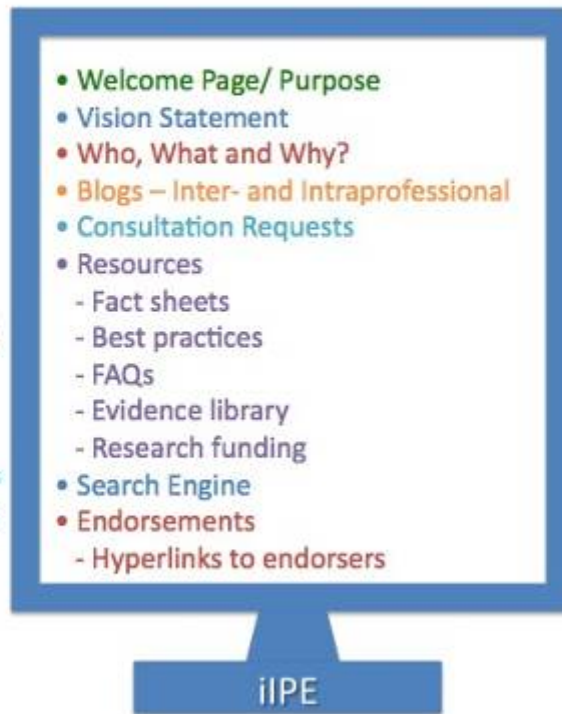 • Welcome Page/ Purpose
• Vision Statement
• Who, What and Why?
• Blogs – Inter- and Intraprofessional
• Consultation Requests
• Resources
- Fact sheets
- Best practices
- FAQs
- Evidence library
- Research funding
• Search Engine
• Endorsements
- Hyperlinks to endorsers
iIPE